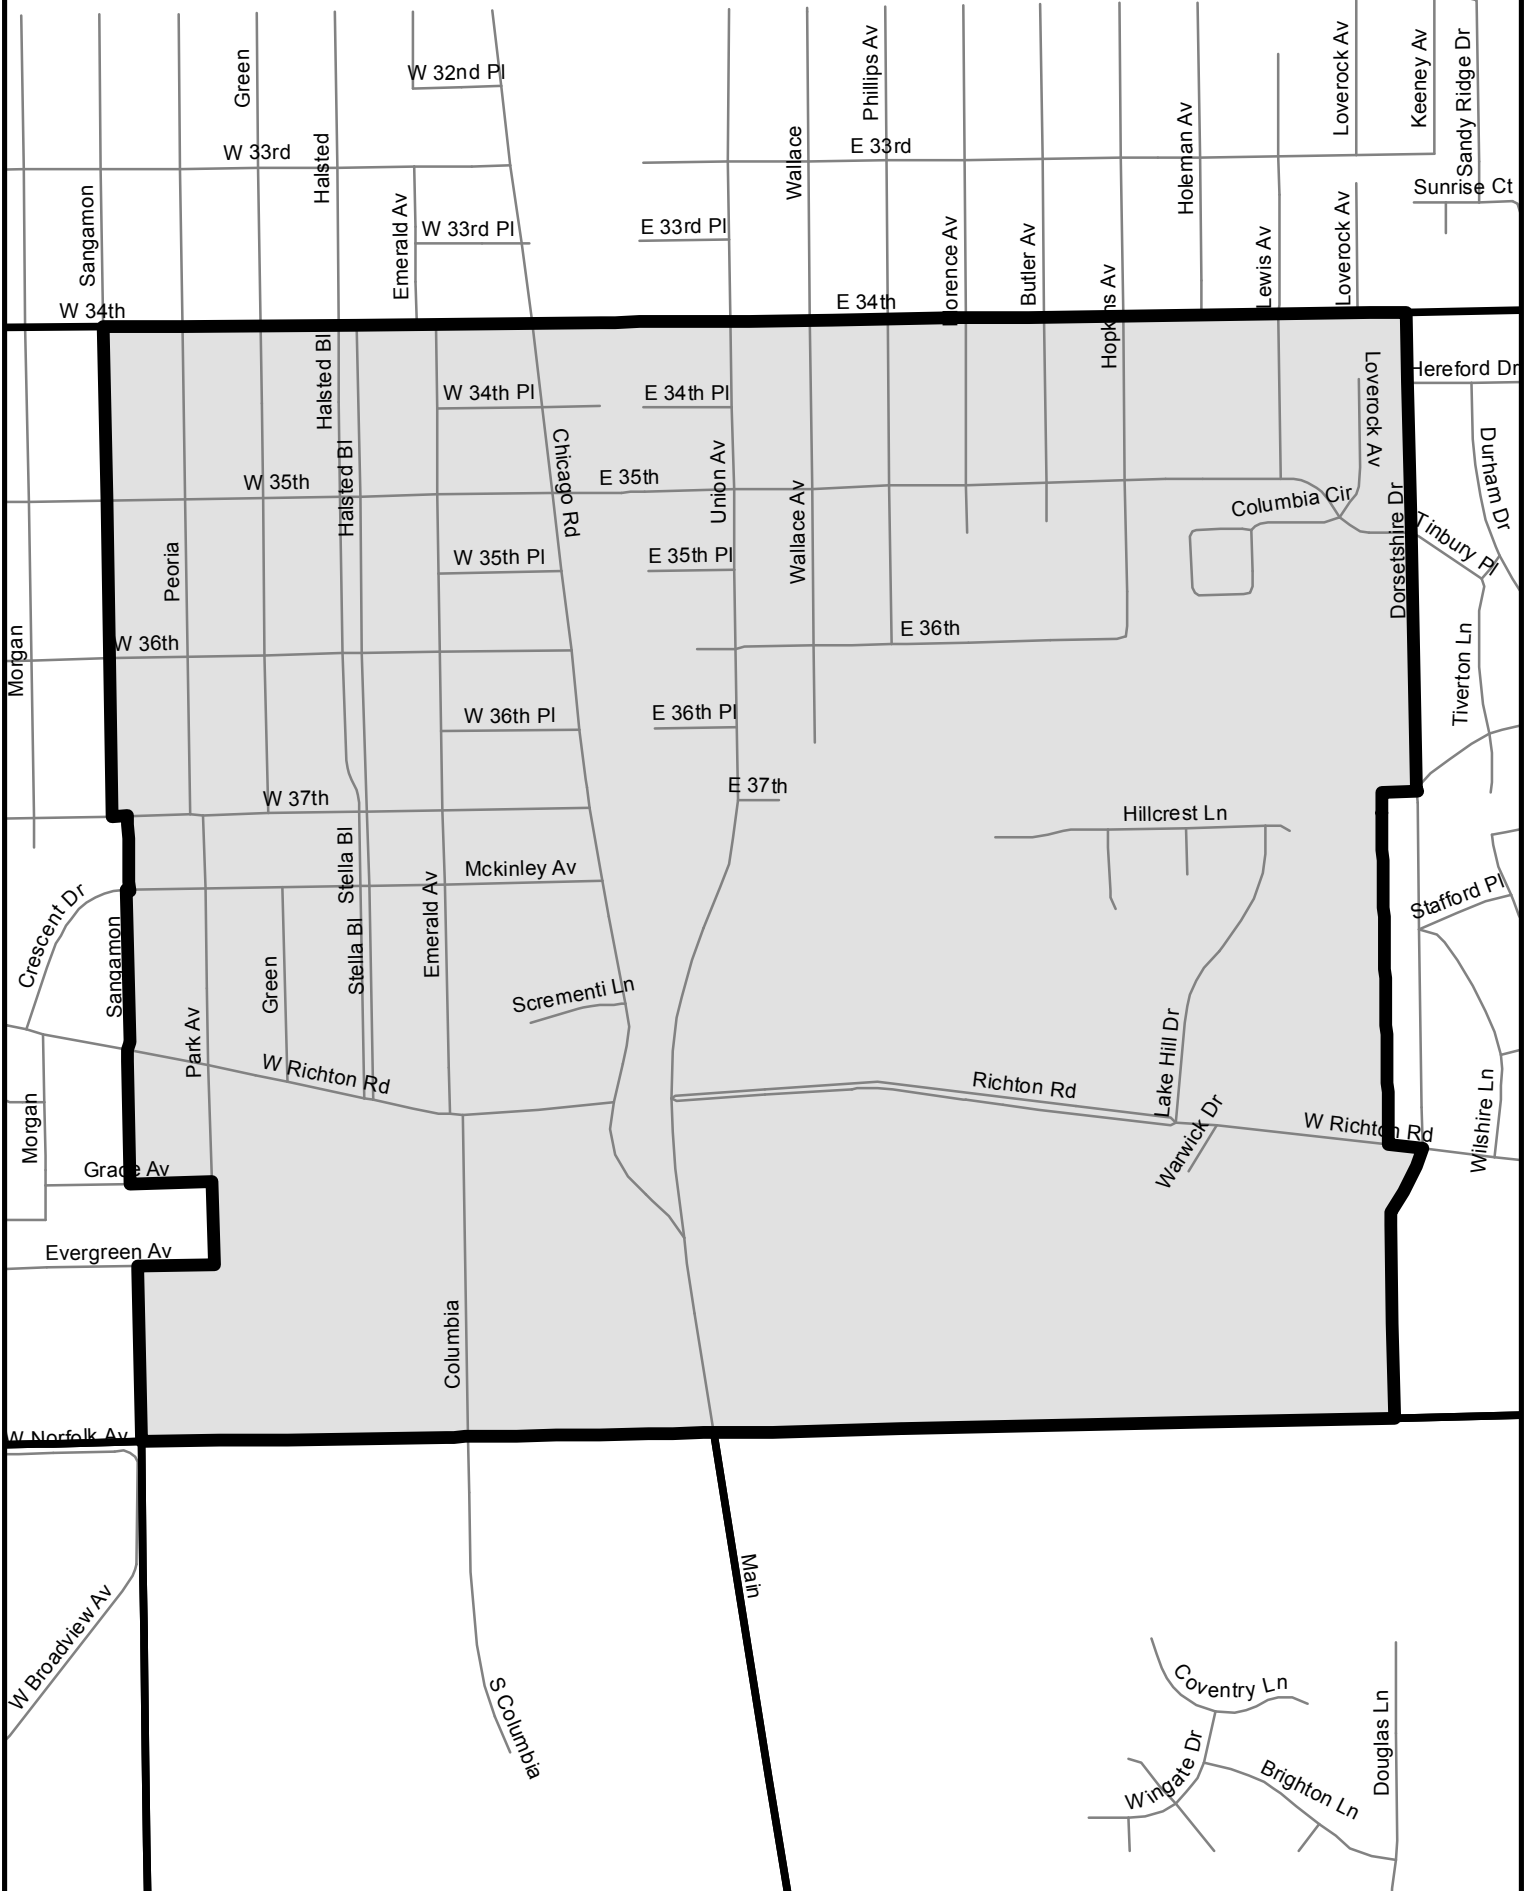 W 32nd Pl
Green
Phillips Av
Loverock Av
Keeney Av
Sandy Ridge Dr
W 33rd
Halsted
Wallace
E 33rd
Holeman Av
Sunrise Ct
Sangamon
Emerald Av
W 33rd Pl
E 33rd Pl
orence Av
Butler Av
Lewis Av
Loverock Av
W 34th
E 34th
Hopkins Av
Halsted Bl
W 34th Pl
E 34th Pl
Loverock Av
Hereford Dr
Halsted Bl
W 35th
Chicago Rd
E 35th
Union Av
Wallace Av
Columbia Cir
Dorsetshire Dr
Durham Dr
Tinbury Pl
Peoria
W 35th Pl
E 35th Pl
Morgan
W 36th
E 36th
Tiverton Ln
W 36th Pl
E 36th Pl
W 37th
E 37th
Hillcrest Ln
Stella Bl
Mckinley Av
Emerald Av
Crescent Dr
Sangamon
Stella Bl
Green
Stafford Pl
Scrementi Ln
Park Av
W Richton Rd
Lake Hill Dr
Richton Rd
Warwick Dr
W Richton Rd
Wilshire Ln
Morgan
Grade Av
Evergreen Av
Columbia
W Norfolk Av
Main
W Broadview Av
S Columbia
Coventry Ln
Wingate Dr
Brighton Ln
Douglas Ln